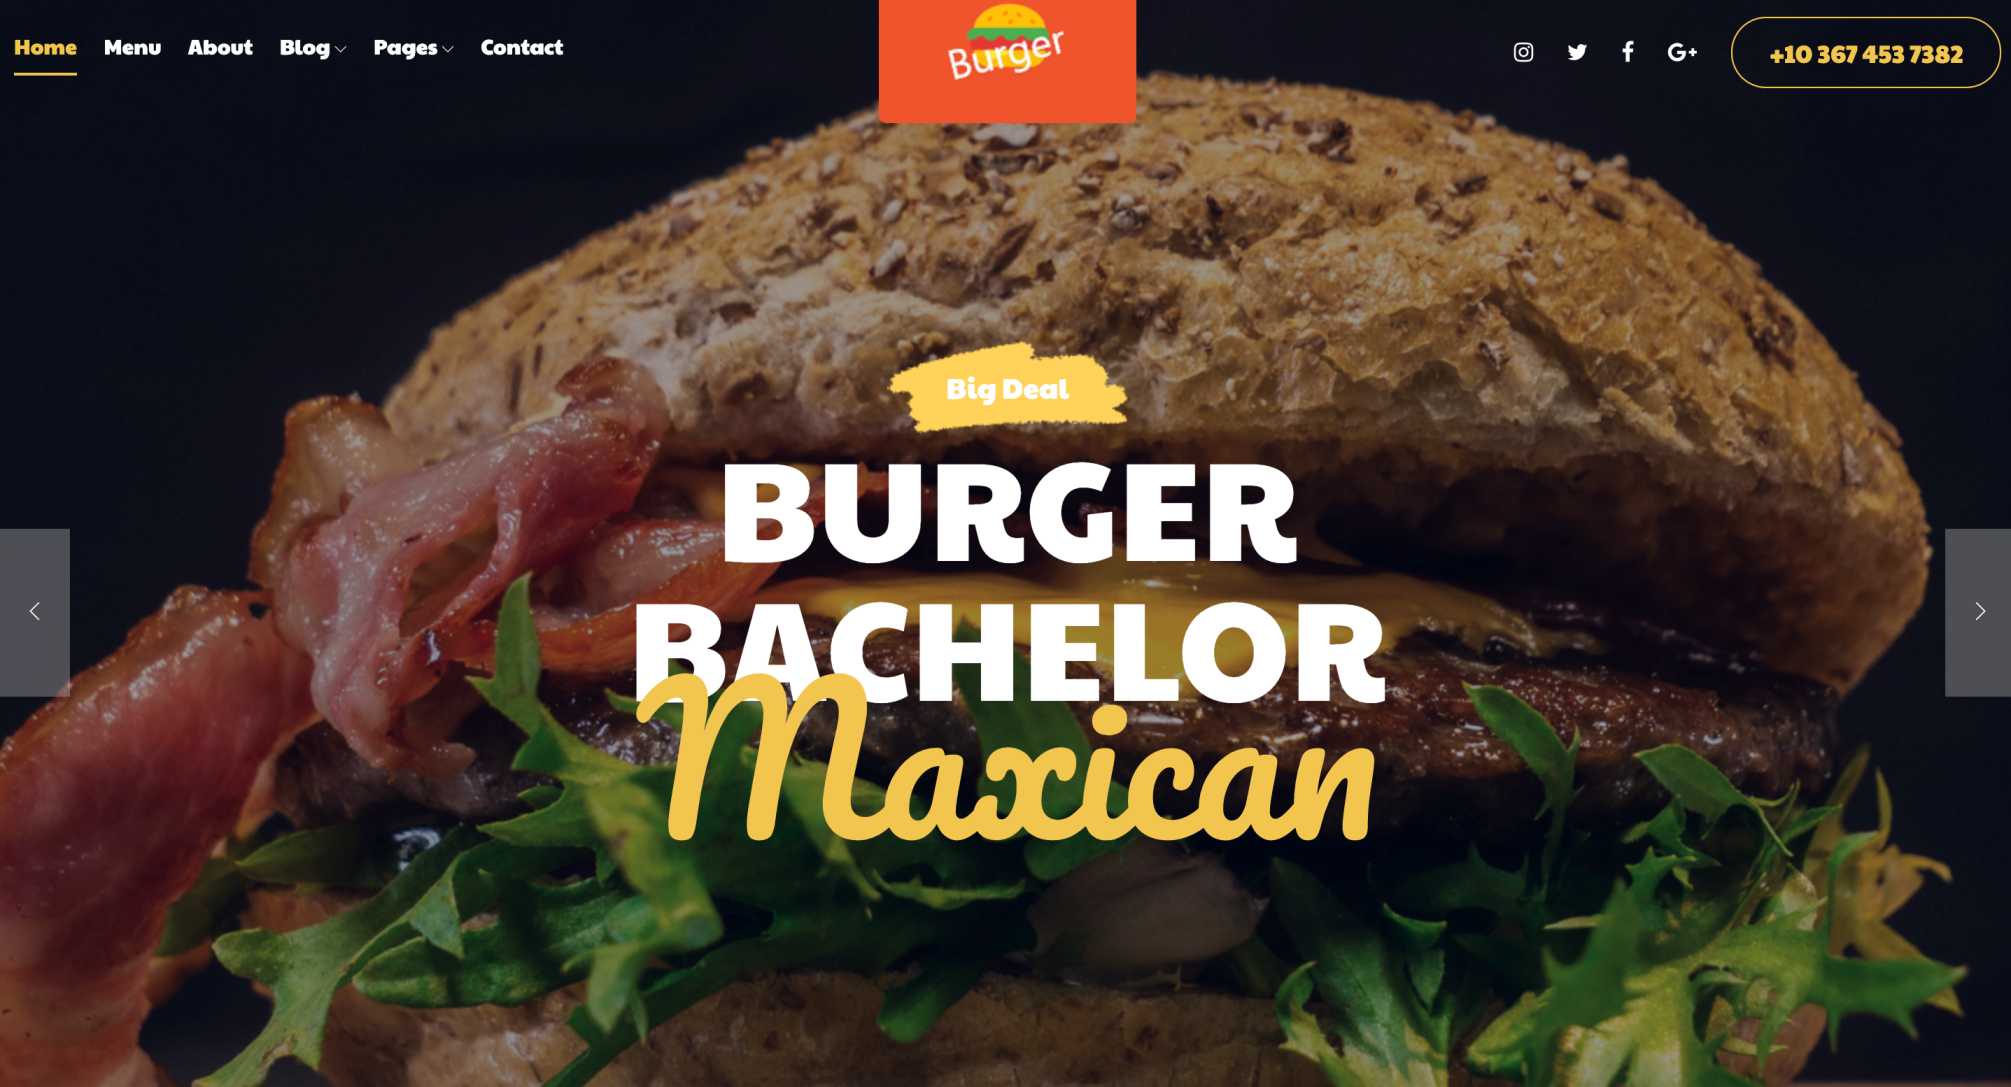 Home Menu About Blog Pages Contact
Burger
+10 367 453 7382
Big Deal
BURGER
BACHELOR
Maxican